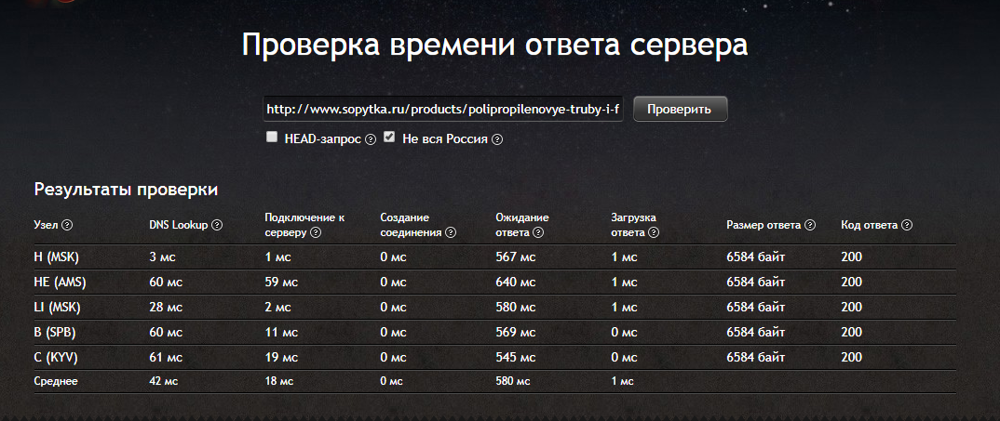 Проверка времени ответа сервера
http://www.sopytka.ru/products/polipropilenovye-truby-i-f
Проверить
HEAD-запрос ? Не вся Россия ?
Результаты проверки
Узел ? DNS Lookup ? Подключение к серверу ? Создание соединения ? Ожидание ответа ? Загрузка ответа ? Размер ответа ? Код ответа ?
H (MSK) 3 мс 1 мс 0 мс 567 мс 1 мс 6584 байт 200
HE (AMS) 60 мс 59 мс 0 мс 640 мс 1 мс 6584 байт 200
LI (MSK) 28 мс 2 мс 0 мс 580 мс 1 мс 6584 байт 200
B (SPB) 60 мс 11 мс 0 мс 569 мс 0 мс 6584 байт 200
C (KYV) 61 мс 19 мс 0 мс 545 мс 0 мс 6584 байт 200
Среднее 42 мс 18 мс 0 мс 580 мс 1 мс